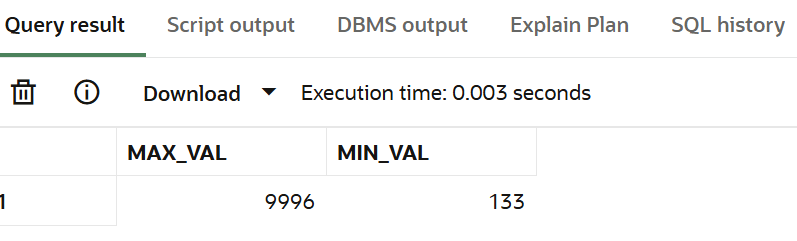 Query result Script output DBMS output Explain Plan SQL history
Download Execution time: 0.003 seconds
MAX_VAL MIN_VAL
1 9996 133